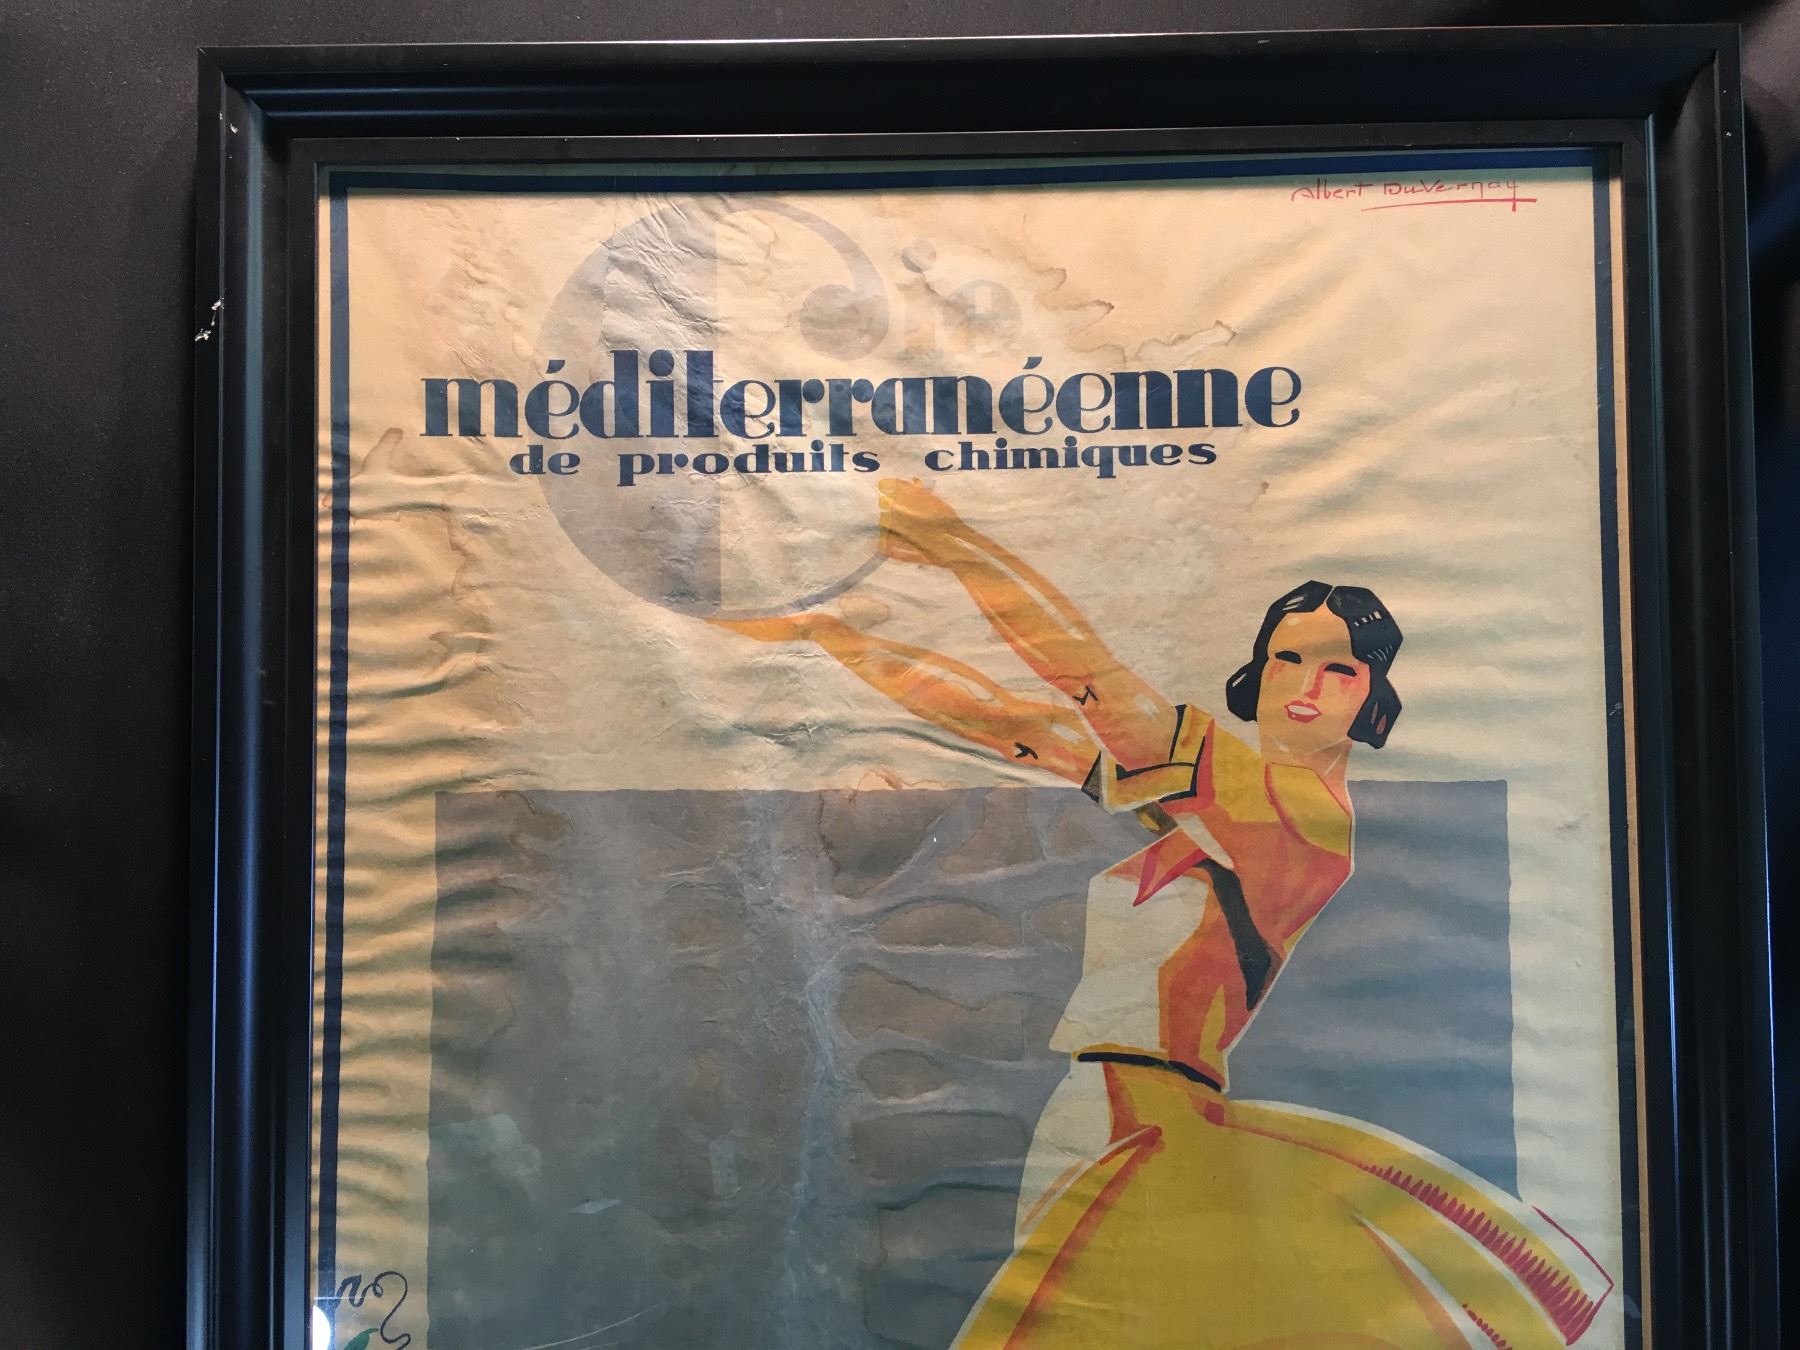 Albert DuVernay
Cie
méditerranéenne
de produits chimiques